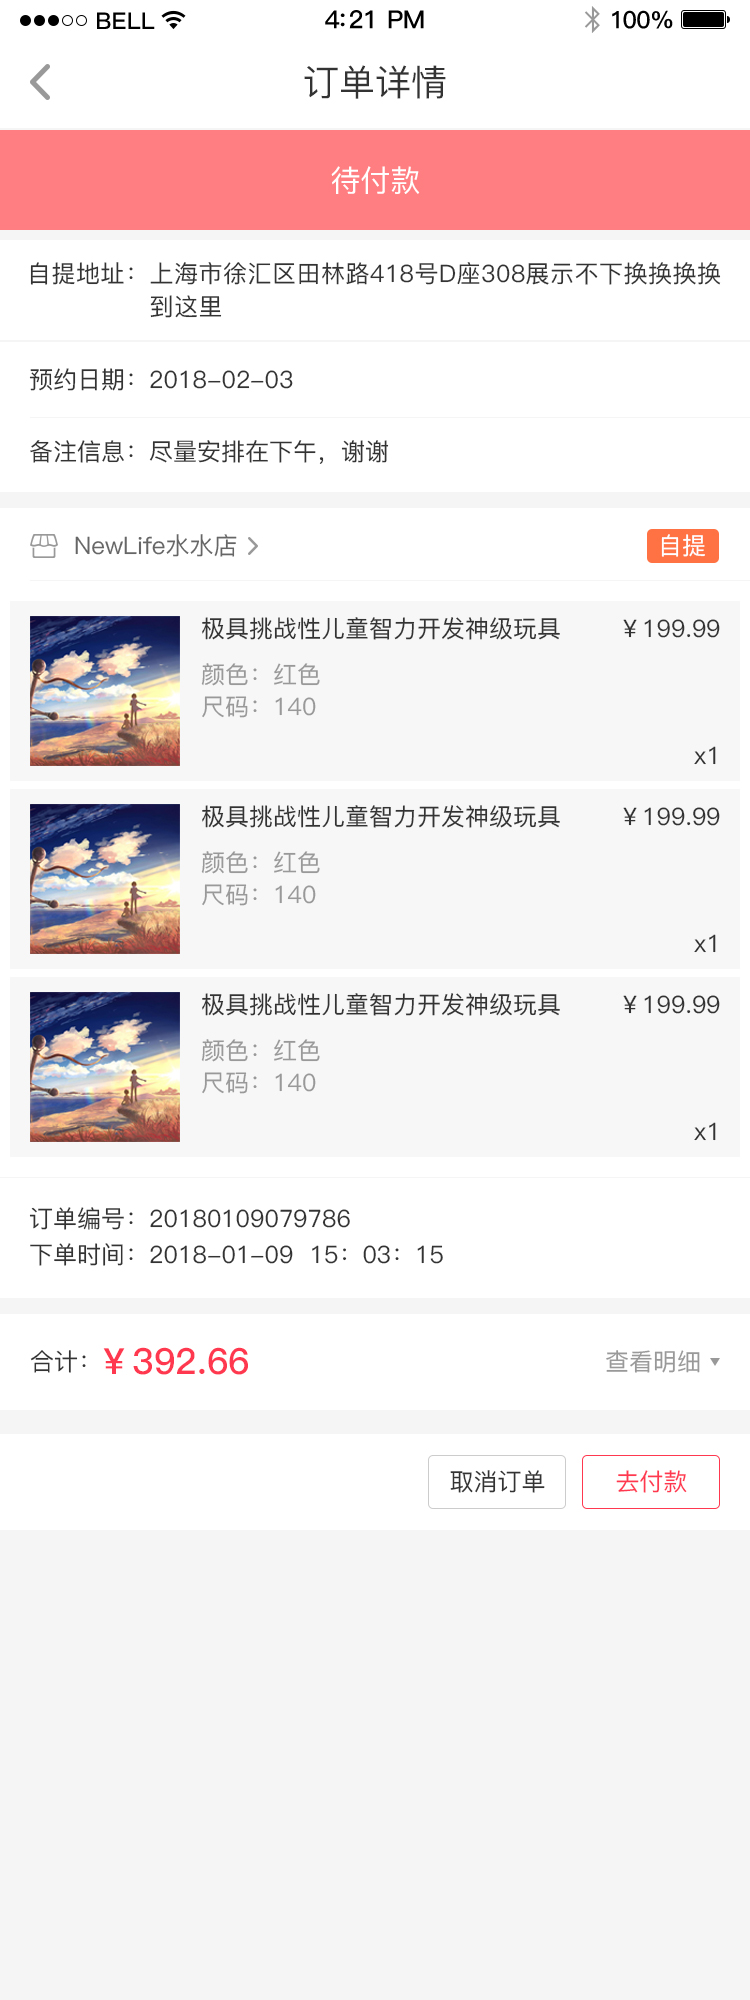 BELL 4:21 PM 100%
订单详情
待付款
自提地址：上海市徐汇区田林路418号D座308展示不下换换换换
到这里
预约日期：2018-02-03
备注信息：尽量安排在下午，谢谢
NewLife水水店 自提
极具挑战性儿童智力开发神级玩具 ¥199.99
颜色：红色
尺码：140
x1
极具挑战性儿童智力开发神级玩具 ¥199.99
颜色：红色
尺码：140
x1
极具挑战性儿童智力开发神级玩具 ¥199.99
颜色：红色
尺码：140
x1
订单编号：20180109079786
下单时间：2018-01-09 15：03：15
合计：¥392.66 查看明细
取消订单 去付款